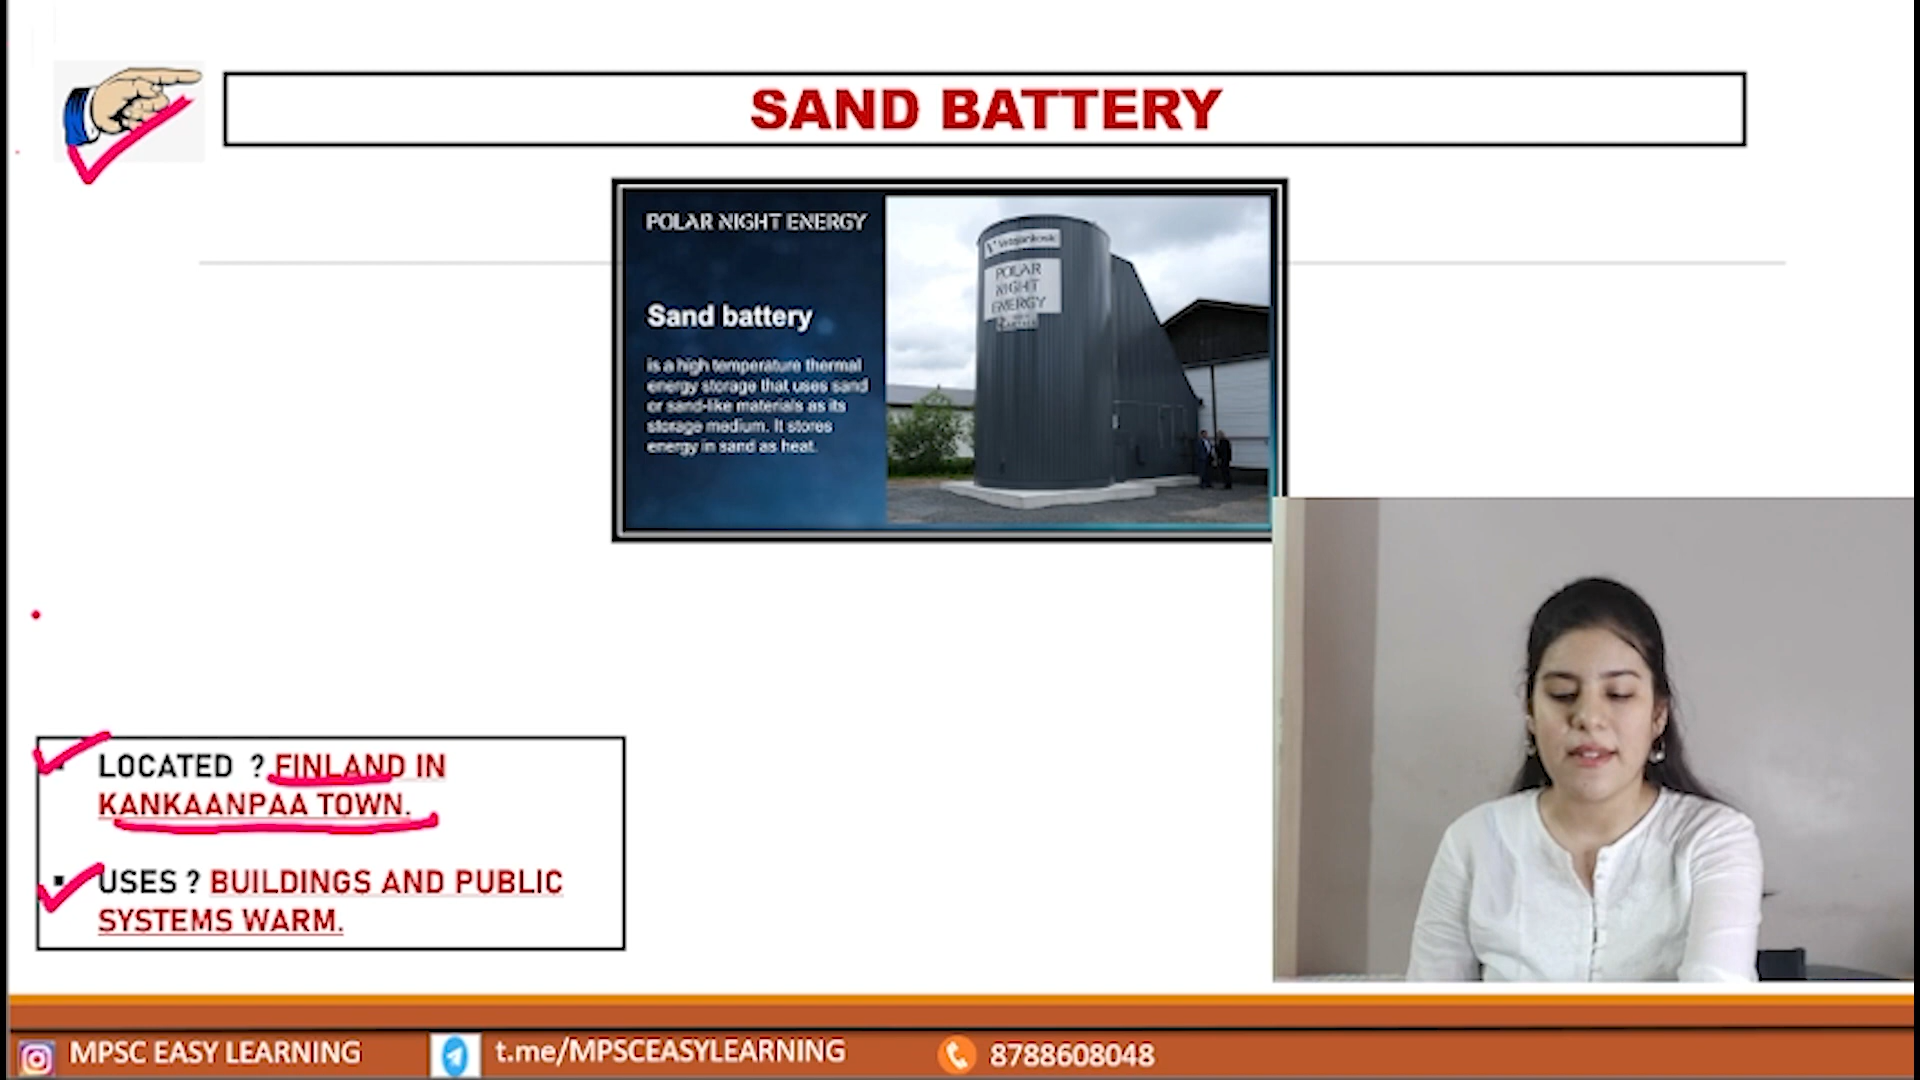 SAND BATTERY
POLAR NIGHT ENERGY
Sand battery
is a high temperature thermal
energy storage that uses sand
or sand-like materials as its
storage medium. It stores
energy in sand as heat.
Vatajankoski
POLAR
NIGHT
ENERGY
LOCATED ? FINLAND IN
KANKAANPAA TOWN.
USES ? BUILDINGS AND PUBLIC
SYSTEMS WARM.
MPSC EASY LEARNING
t.me/MPSCEASYLEARNING
8788608048